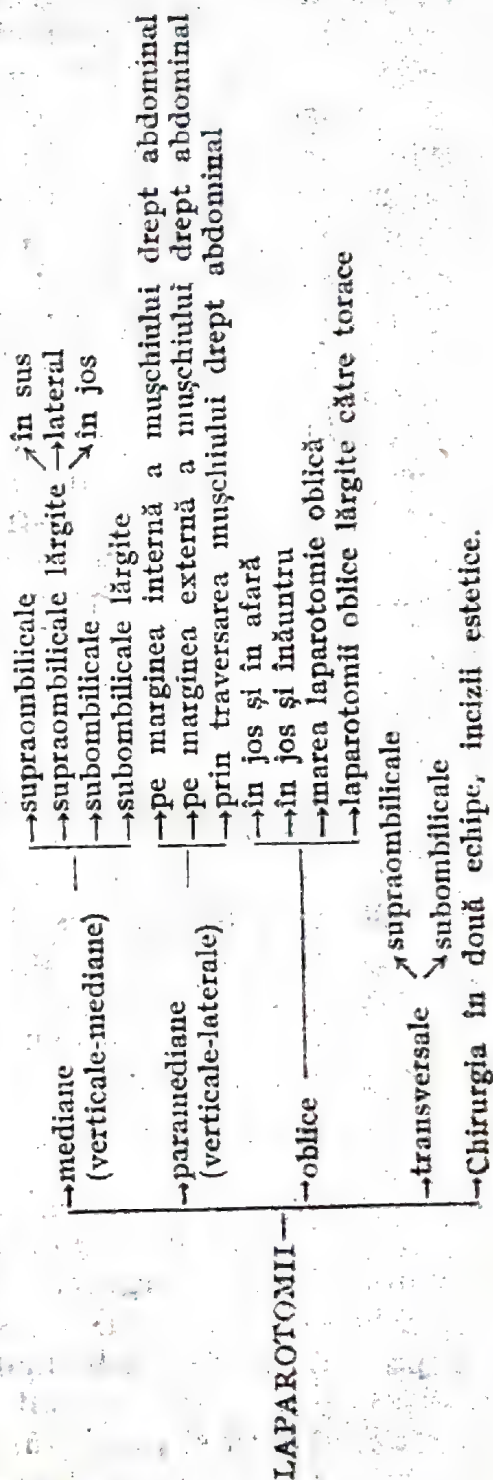 LAPAROTOMII
→mediane
(verticale-mediane)
→supraombilicale
→supraombilicale lărgite ↗în sus
→lateral
↘în jos
→subombilicale
→subombilicale lărgite
→paramediane
(verticale-laterale)
→pe marginea internă a mușchiului drept abdominal
→pe marginea externă a mușchiului drept abdominal
→prin traversarea mușchiului drept abdominal
→oblice
→în jos și în afară
→în jos și înăuntru
→marea laparotomie oblică
→laparotomii oblice lărgite către torace
→transversale
↗supraombilicale
↘subombilicale
→Chirurgia în două echipe, incizii estetice.